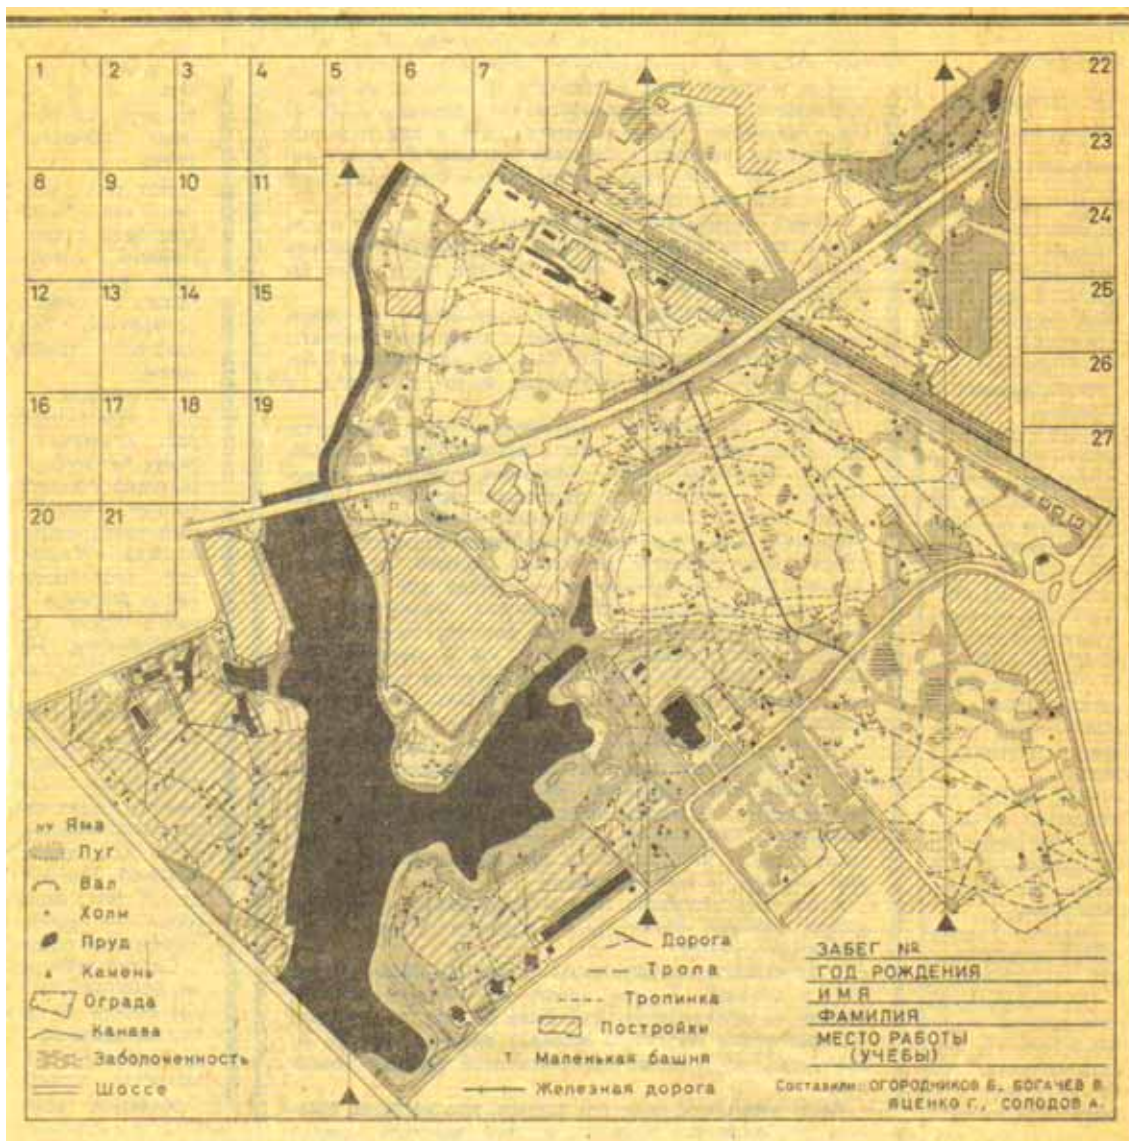 1 2 3 4 5 6 7 22
23
8 9 10 11 24
12 13 14 15 25
26
16 17 18 19
27
20 21
Яма
Луг
Вал
Холм
Пруд
Камень
Ограда
Канава
Заболоченность
Шоссе
Дорога
Тропа
Тропинка
Постройки
Маленькая башня
Железная дорога
ЗАБЕГ №
ГОД РОЖДЕНИЯ
ИМЯ
ФАМИЛИЯ
МЕСТО РАБОТЫ
(УЧЕБЫ)
Составили: ОГОРОДНИКОВ Б., БОГАЧЕВ В.
ЯЦЕНКО Г., СОЛОДОВ А.